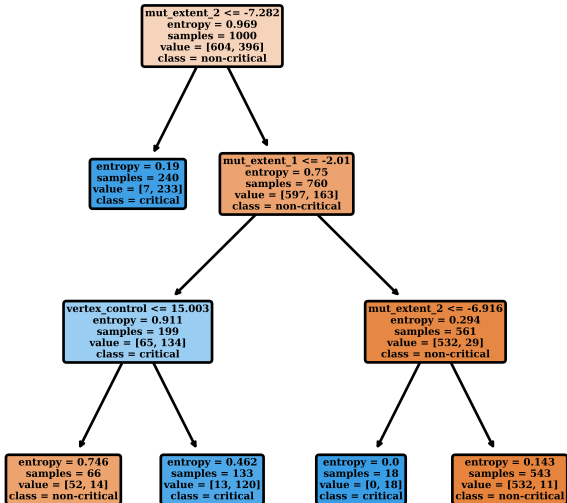 mut_extent_2 <= -7.282
entropy = 0.969
samples = 1000
value = [604, 396]
class = non-critical
entropy = 0.19
samples = 240
value = [7, 233]
class = critical
mut_extent_1 <= -2.01
entropy = 0.75
samples = 760
value = [597, 163]
class = non-critical
vertex_control <= 15.003
entropy = 0.911
samples = 199
value = [65, 134]
class = critical
mut_extent_2 <= -6.916
entropy = 0.294
samples = 561
value = [532, 29]
class = non-critical
entropy = 0.746
samples = 66
value = [52, 14]
class = non-critical
entropy = 0.462
samples = 133
value = [13, 120]
class = critical
entropy = 0.0
samples = 18
value = [0, 18]
class = critical
entropy = 0.143
samples = 543
value = [532, 11]
class = non-critical